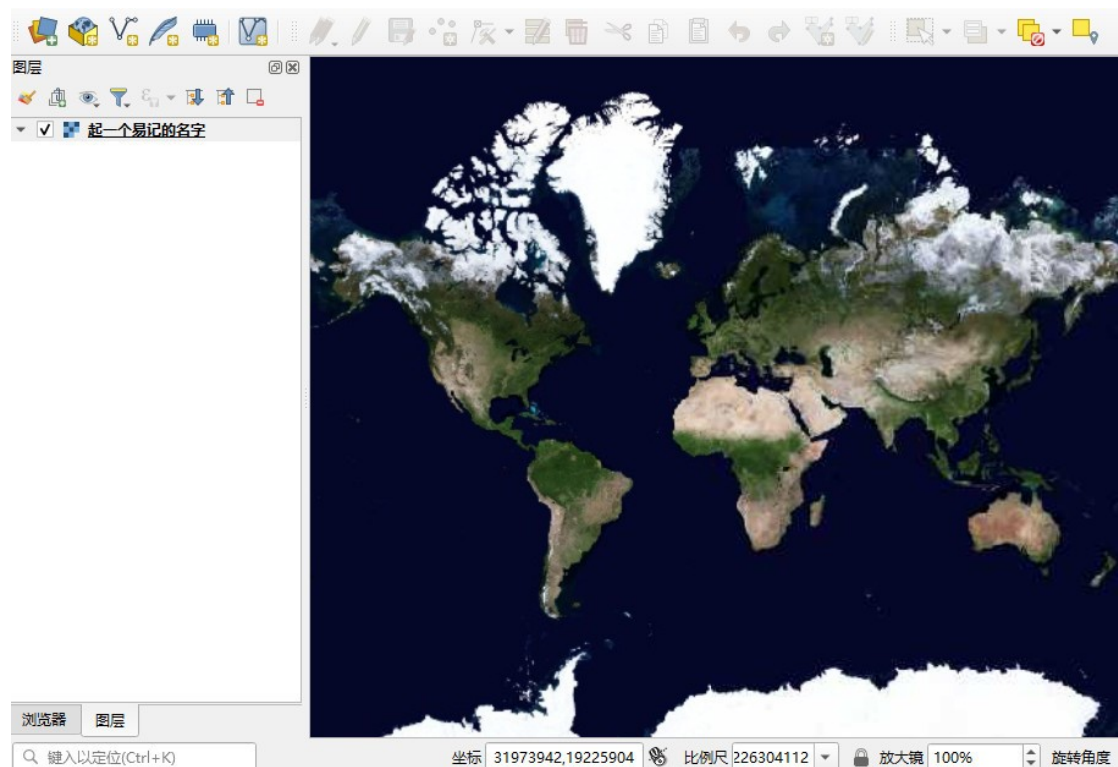 图层
起一个易记的名字
浏览器
图层
键入以定位(Ctrl+K)
坐标 31973942,19225904 比例尺 226304112 放大镜 100% 旋转角度